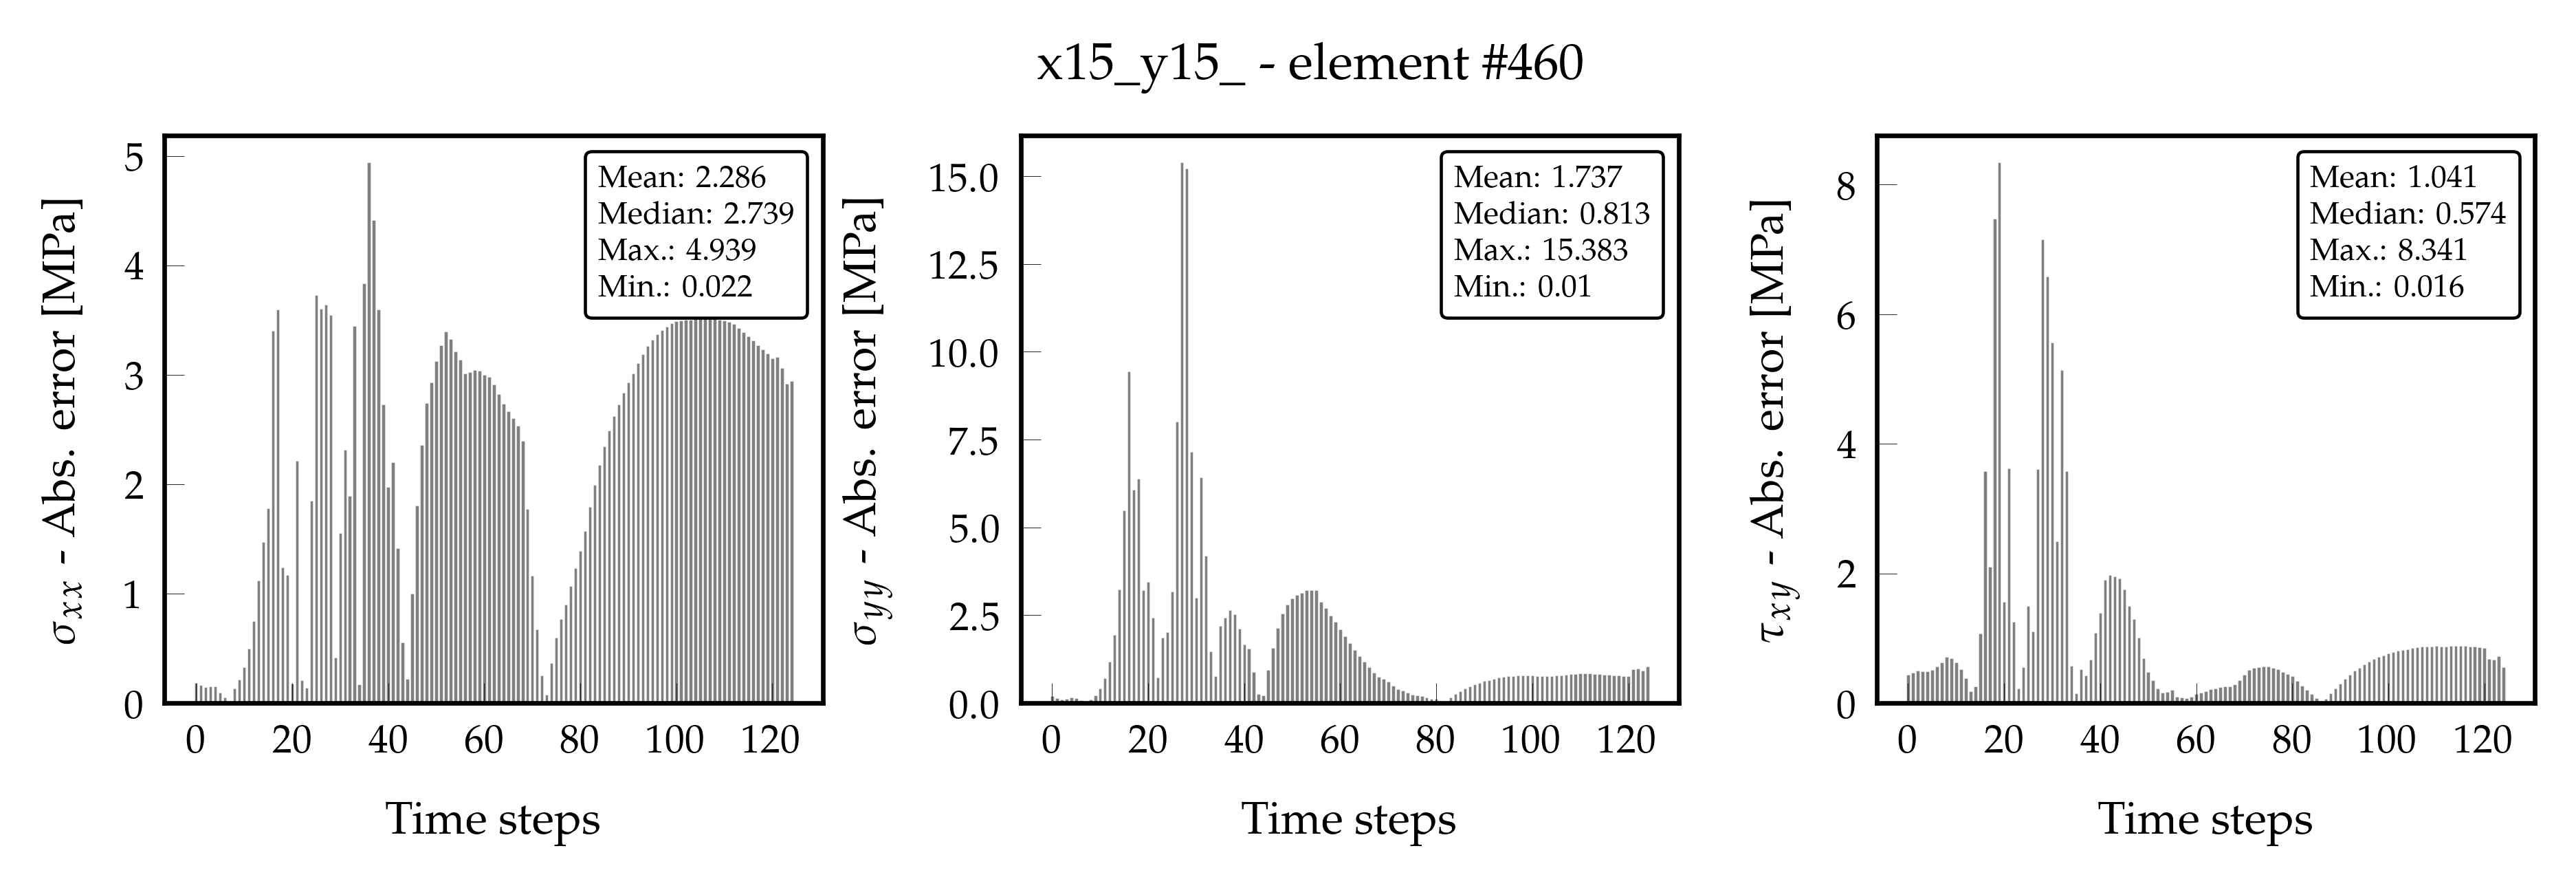 x15_y15_ - element #460
σxx - Abs. error [MPa]
5
4
3
2
1
0
Mean: 2.286
Median: 2.739
Max.: 4.939
Min.: 0.022
0 20 40 60 80 100 120
Time steps
σyy - Abs. error [MPa]
15.0
12.5
10.0
7.5
5.0
2.5
0.0
Mean: 1.737
Median: 0.813
Max.: 15.383
Min.: 0.01
0 20 40 60 80 100 120
Time steps
τxy - Abs. error [MPa]
8
6
4
2
0
Mean: 1.041
Median: 0.574
Max.: 8.341
Min.: 0.016
0 20 40 60 80 100 120
Time steps